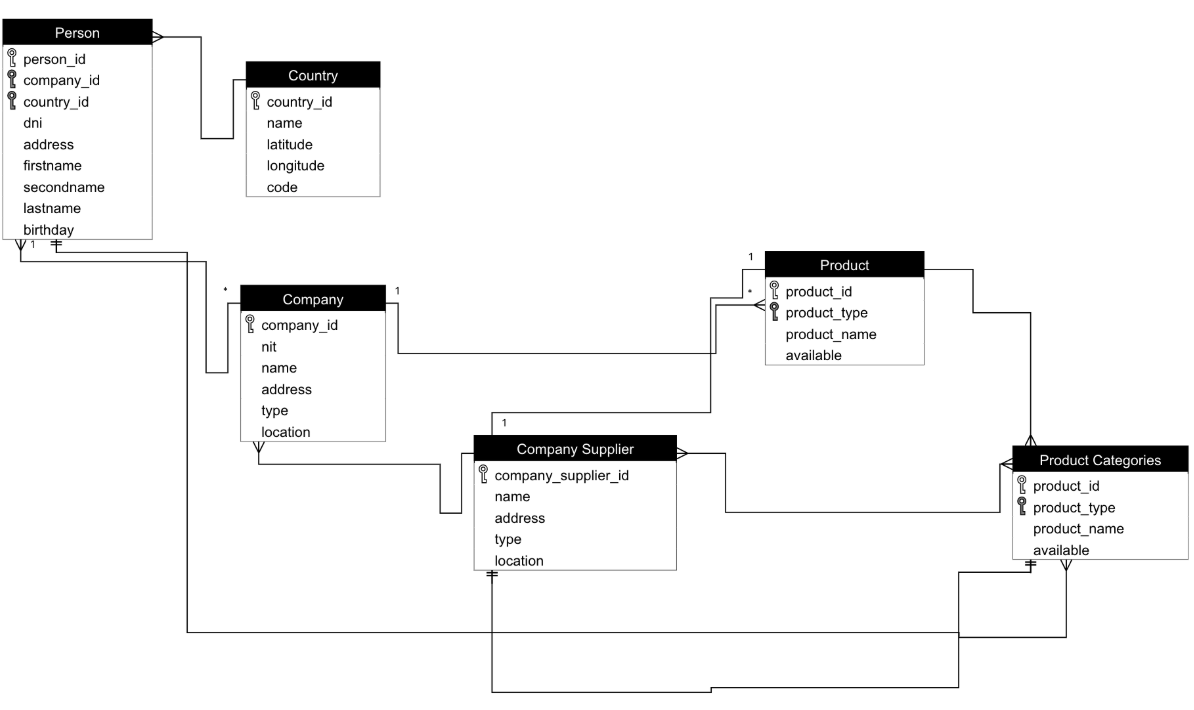 Person
person_id
company_id
country_id
dni
address
firstname
secondname
lastname
birthday
1
Country
country_id
name
latitude
longitude
code
*
Company
1
company_id
nit
name
address
type
location
1
*
Product
product_id
product_type
product_name
available
1
Company Supplier
company_supplier_id
name
address
type
location
Product Categories
product_id
product_type
product_name
available